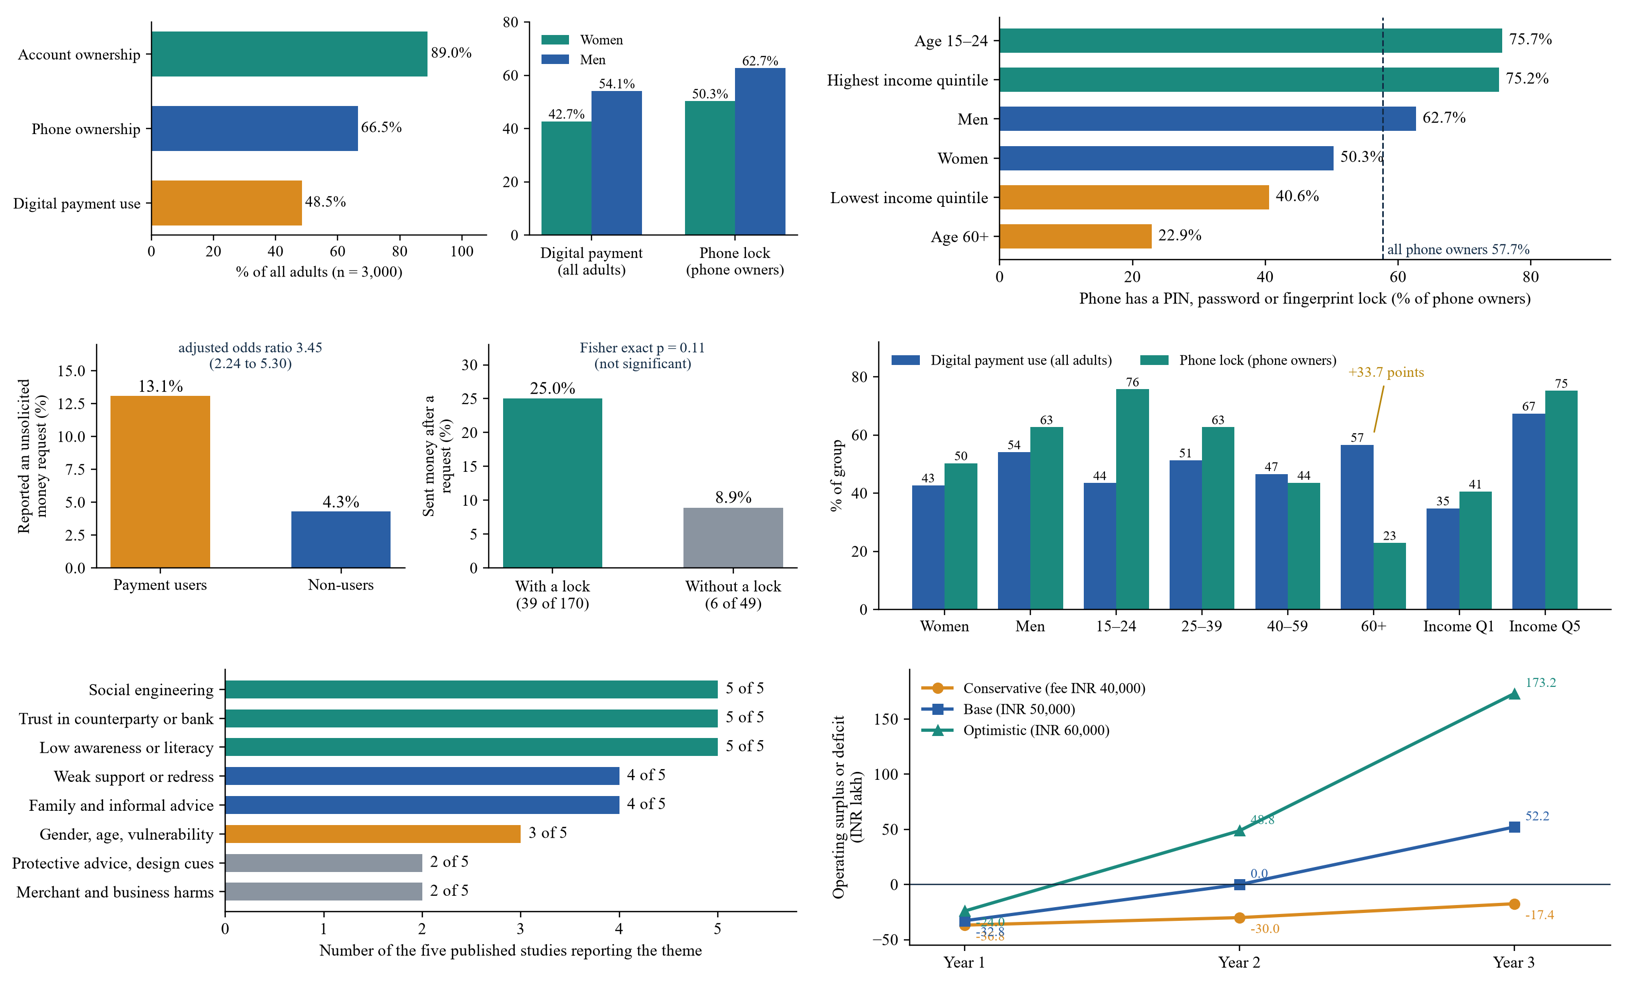 Account ownership
89.0%
Phone ownership
66.5%
Digital payment use
48.5%
0 20 40 60 80 100
% of all adults (n = 3,000)
80
60
40
20
0
Women
Men
42.7%
54.1%
50.3%
62.7%
Digital payment
(all adults)
Phone lock
(phone owners)
Age 15–24
75.7%
Highest income quintile
75.2%
Men
62.7%
Women
50.3%
Lowest income quintile
40.6%
Age 60+
22.9%
all phone owners 57.7%
0 20 40 60 80
Phone has a PIN, password or fingerprint lock (% of phone owners)
Reported an unsolicited
money request (%)
15.0
12.5
10.0
7.5
5.0
2.5
0.0
adjusted odds ratio 3.45
(2.24 to 5.30)
13.1%
4.3%
Payment users
Non-users
Sent money after a
request (%)
30
25
20
15
10
5
0
Fisher exact p = 0.11
(not significant)
25.0%
8.9%
With a lock
(39 of 170)
Without a lock
(6 of 49)
% of group
80
60
40
20
0
Digital payment use (all adults)
Phone lock (phone owners)
+33.7 points
43
50
54
63
44
76
51
63
47
44
57
23
35
41
67
75
Women
Men
15–24
25–39
40–59
60+
Income Q1
Income Q5
Social engineering
5 of 5
Trust in counterparty or bank
5 of 5
Low awareness or literacy
5 of 5
Weak support or redress
4 of 5
Family and informal advice
4 of 5
Gender, age, vulnerability
3 of 5
Protective advice, design cues
2 of 5
Merchant and business harms
2 of 5
0 1 2 3 4 5
Number of the five published studies reporting the theme
Operating surplus or deficit
(INR lakh)
150
100
50
0
−50
Conservative (fee INR 40,000)
Base (INR 50,000)
Optimistic (INR 60,000)
173.2
52.2
48.8
0.0
-17.4
-24.0
-32.8
-36.8
-30.0
Year 1
Year 2
Year 3